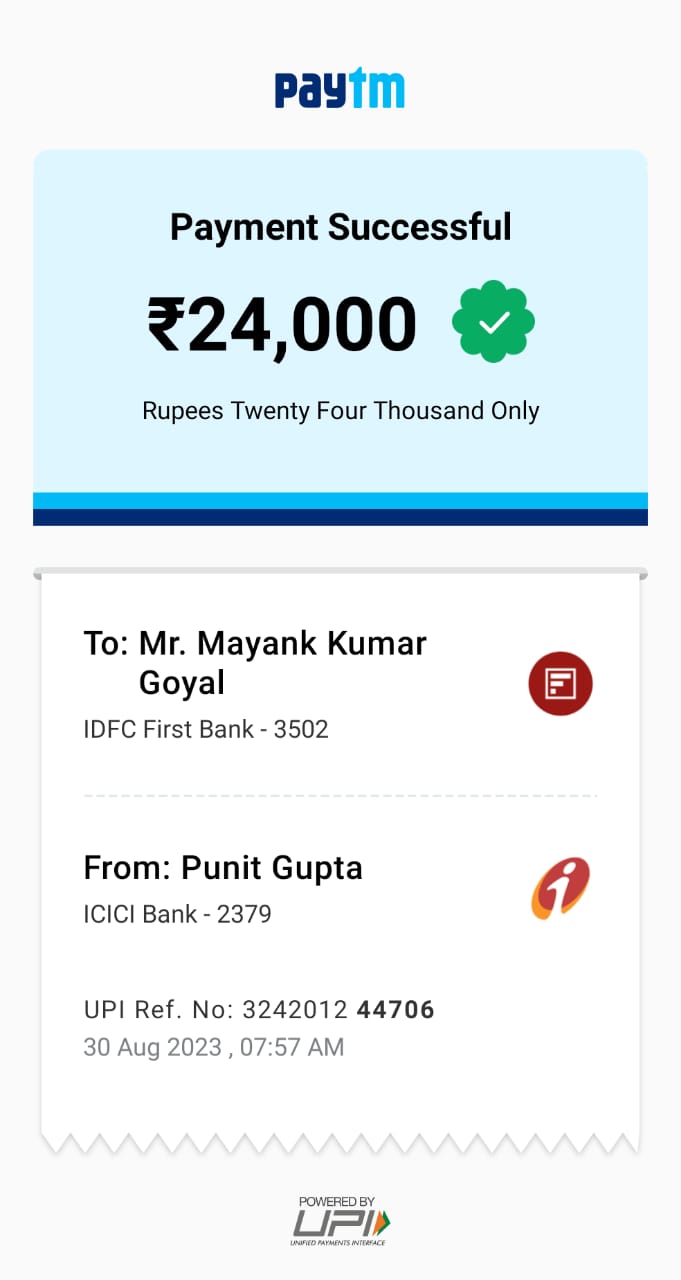 paytm
Payment Successful
₹24,000
Rupees Twenty Four Thousand Only
To: Mr. Mayank Kumar
Goyal
IDFC First Bank - 3502
From: Punit Gupta
ICICI Bank - 2379
UPI Ref. No: 3242012 44706
30 Aug 2023 , 07:57 AM
POWERED BY
UPI
UNIFIED PAYMENTS INTERFACE